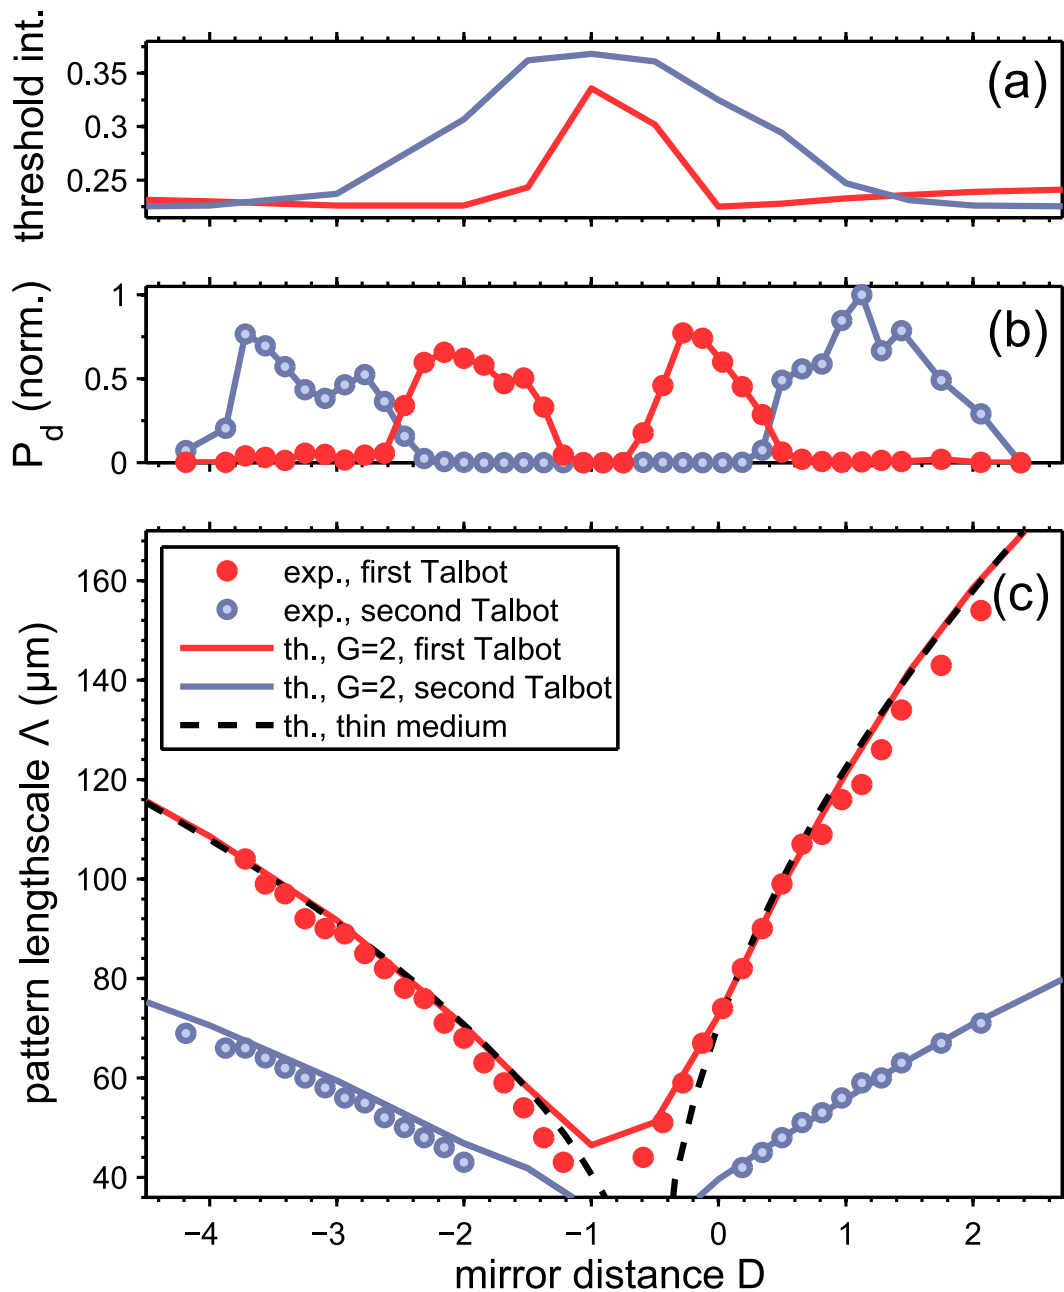 threshold int.
0.35
0.3
0.25
(a)
P_d (norm.)
1
0.5
0
(b)
pattern lengthscale Λ (μm)
160
140
120
100
80
60
40
exp., first Talbot
exp., second Talbot
th., G=2, first Talbot
th., G=2, second Talbot
th., thin medium
(c)
−4 −3 −2 −1 0 1 2
mirror distance D